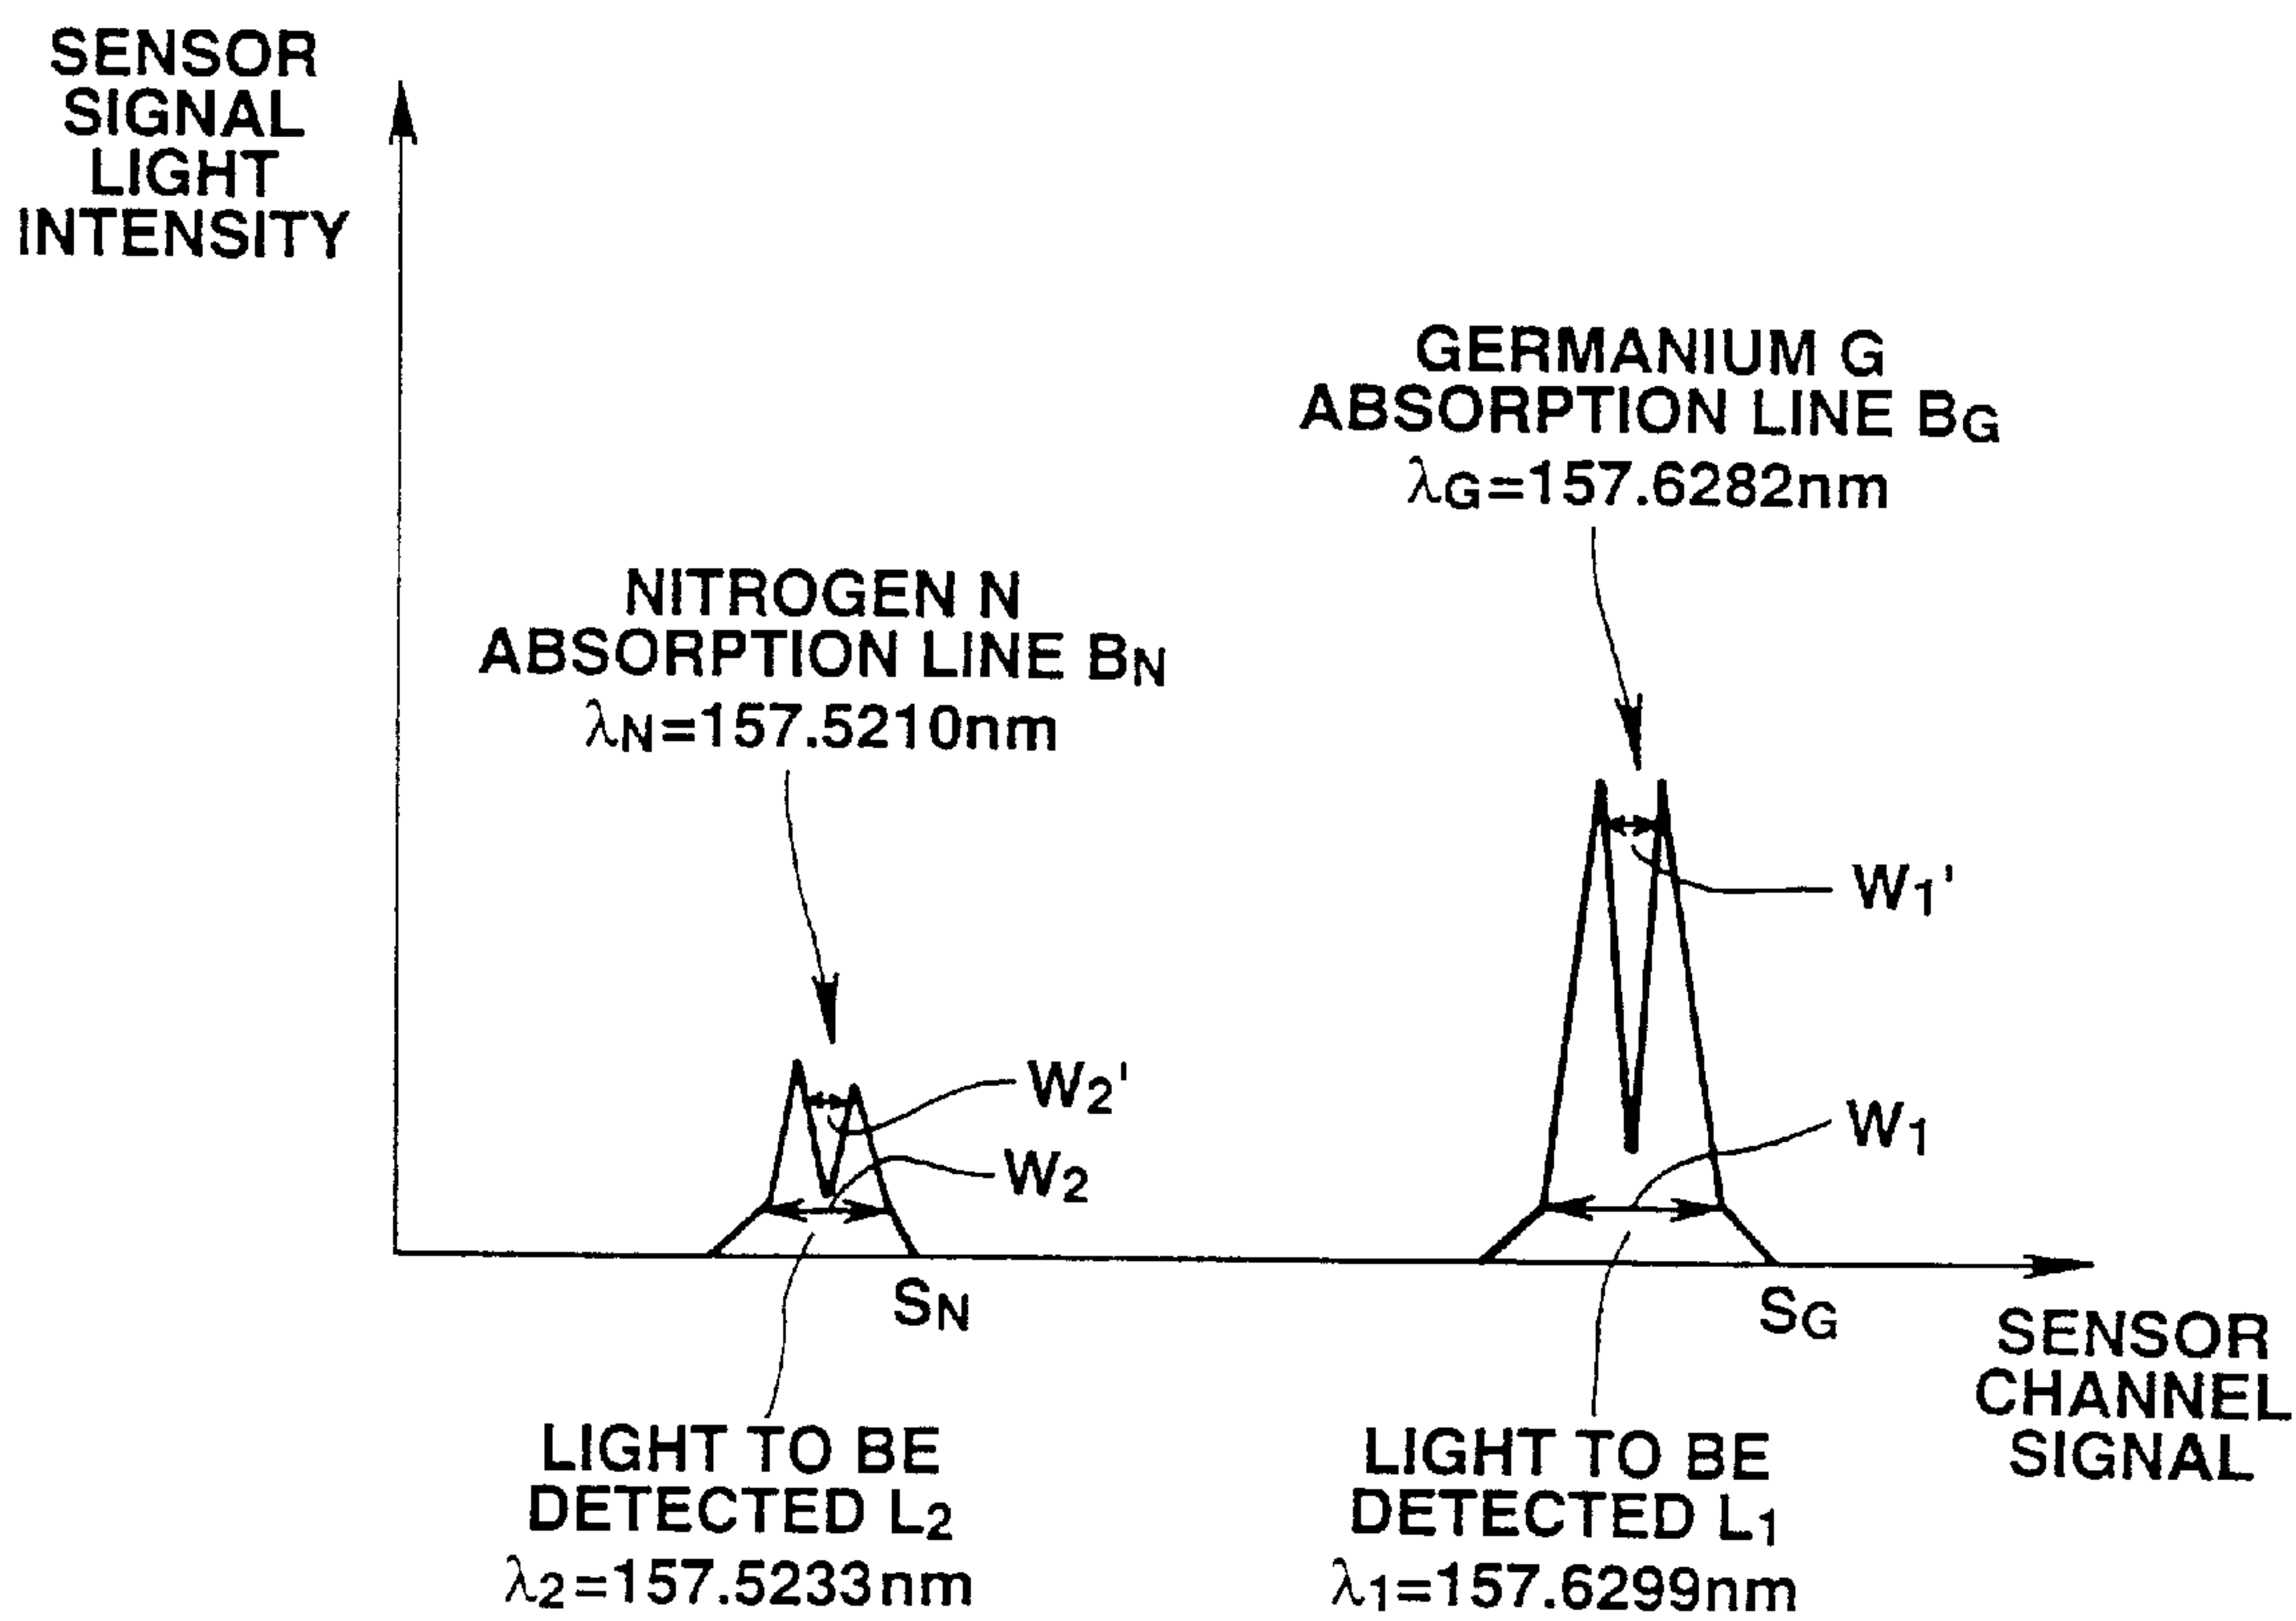 SENSOR
SIGNAL
LIGHT
INTENSITY
GERMANIUM G
ABSORPTION LINE BG
λG=157.6282nm
NITROGEN N
ABSORPTION LINE BN
λN=157.5210nm
W1'
W2'
W1
W2
SN
SG
SENSOR
CHANNEL
SIGNAL
LIGHT TO BE
DETECTED L2
λ2=157.5233nm
LIGHT TO BE
DETECTED L1
λ1=157.6299nm